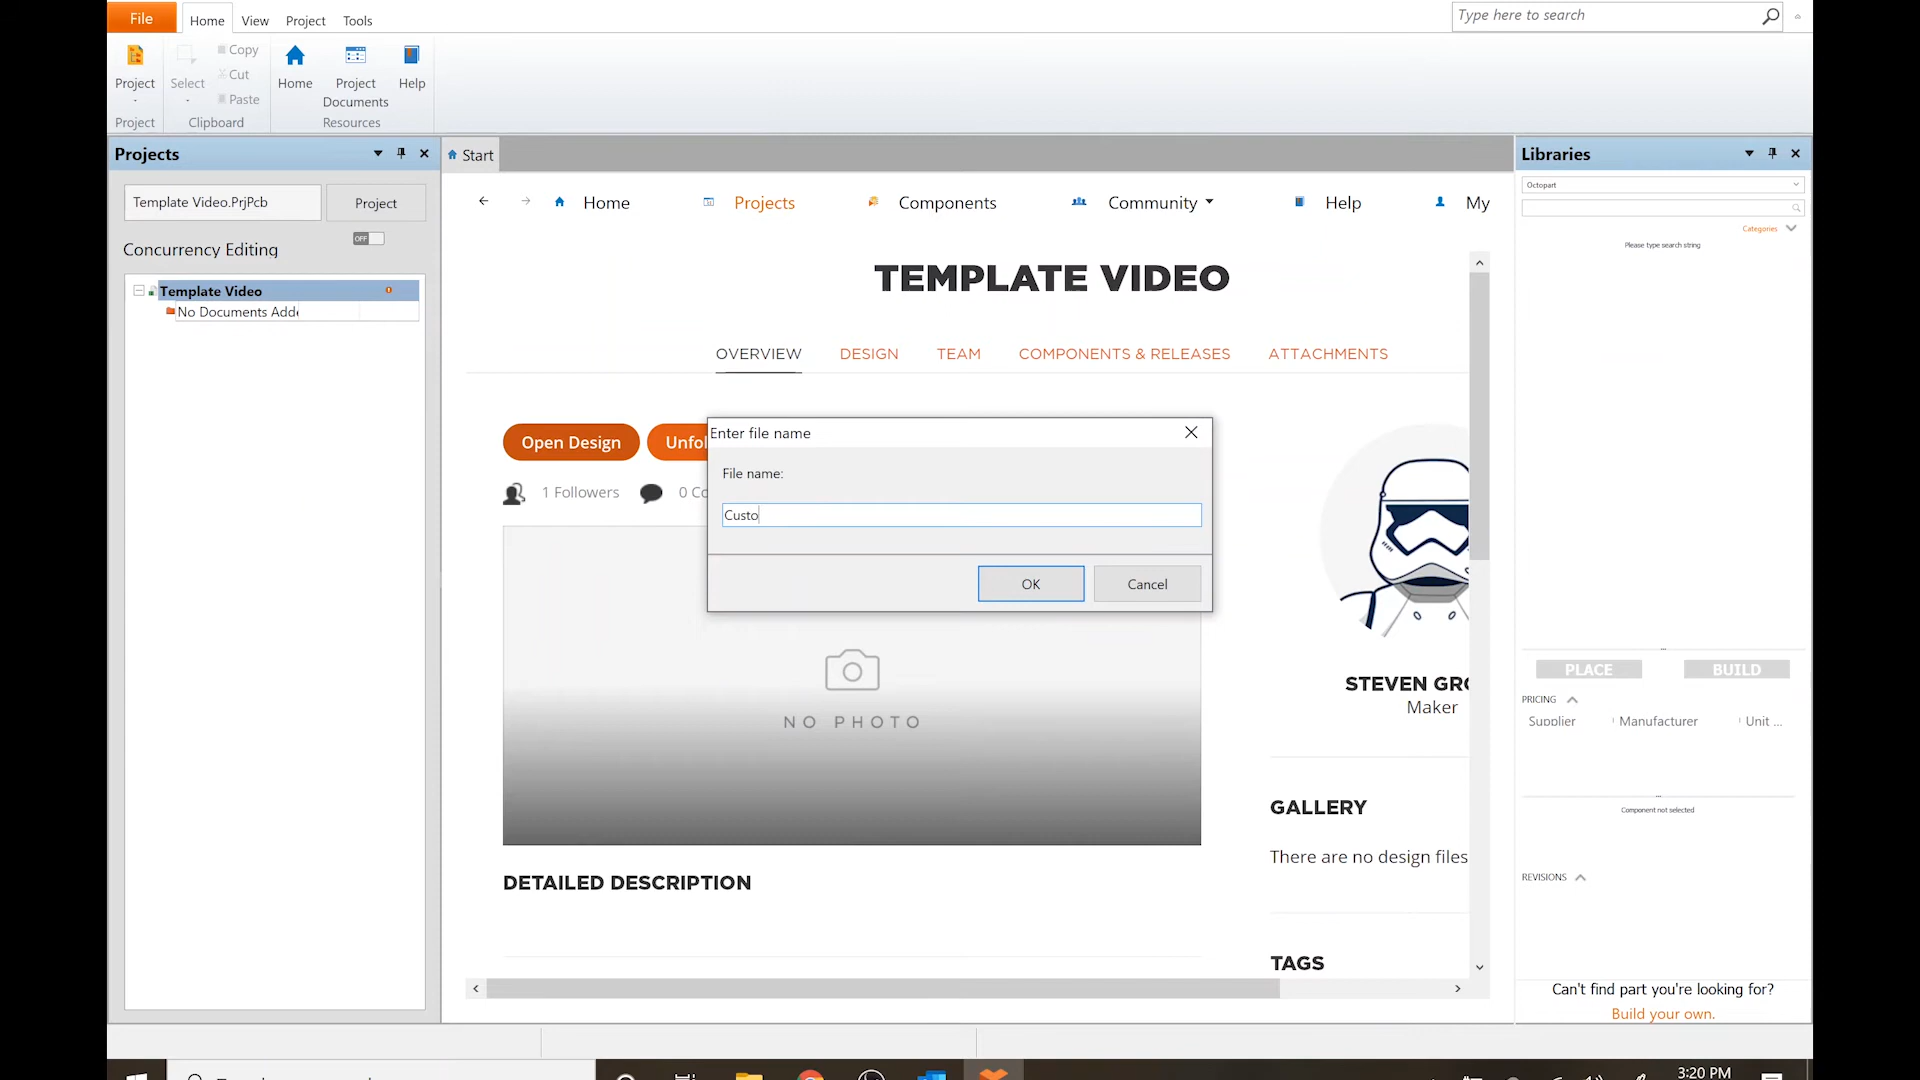 File
Home
View
Project
Tools
Type here to search
Project
Select
Copy
Cut
Paste
Home
Project
Documents
Help
Project
Clipboard
Resources
Projects
Template Video.PrjPcb
Project
OFF
Concurrency Editing
Template Video
No Documents Adde
Start
Home
Projects
Components
Community
Help
My
TEMPLATE VIDEO
OVERVIEW
DESIGN
TEAM
COMPONENTS & RELEASES
ATTACHMENTS
Open Design
Unfol
1 Followers
0 Co
Enter file name
File name:
Custo
OK
Cancel
NO PHOTO
STEVEN GRO
Maker
GALLERY
There are no design files
DETAILED DESCRIPTION
TAGS
Libraries
Octopart
Categories
Please type search string
PLACE
BUILD
PRICING
Supplier
Manufacturer
Unit ...
Component not selected
REVISIONS
Can't find part you're looking for?
Build your own.
3:20 PM